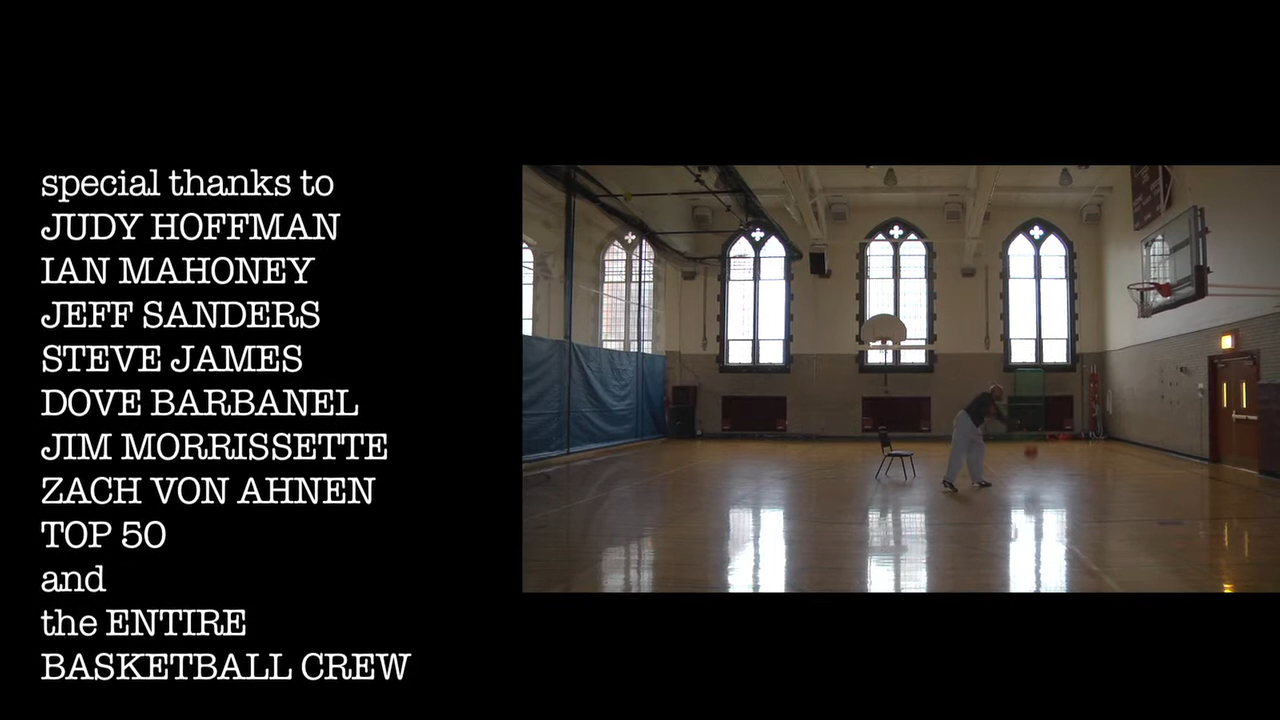 special thanks to
JUDY HOFFMAN
IAN MAHONEY
JEFF SANDERS
STEVE JAMES
DOVE BARBANEL
JIM MORRISSETTE
ZACH VON AHNEN
TOP 50
and
the ENTIRE
BASKETBALL CREW